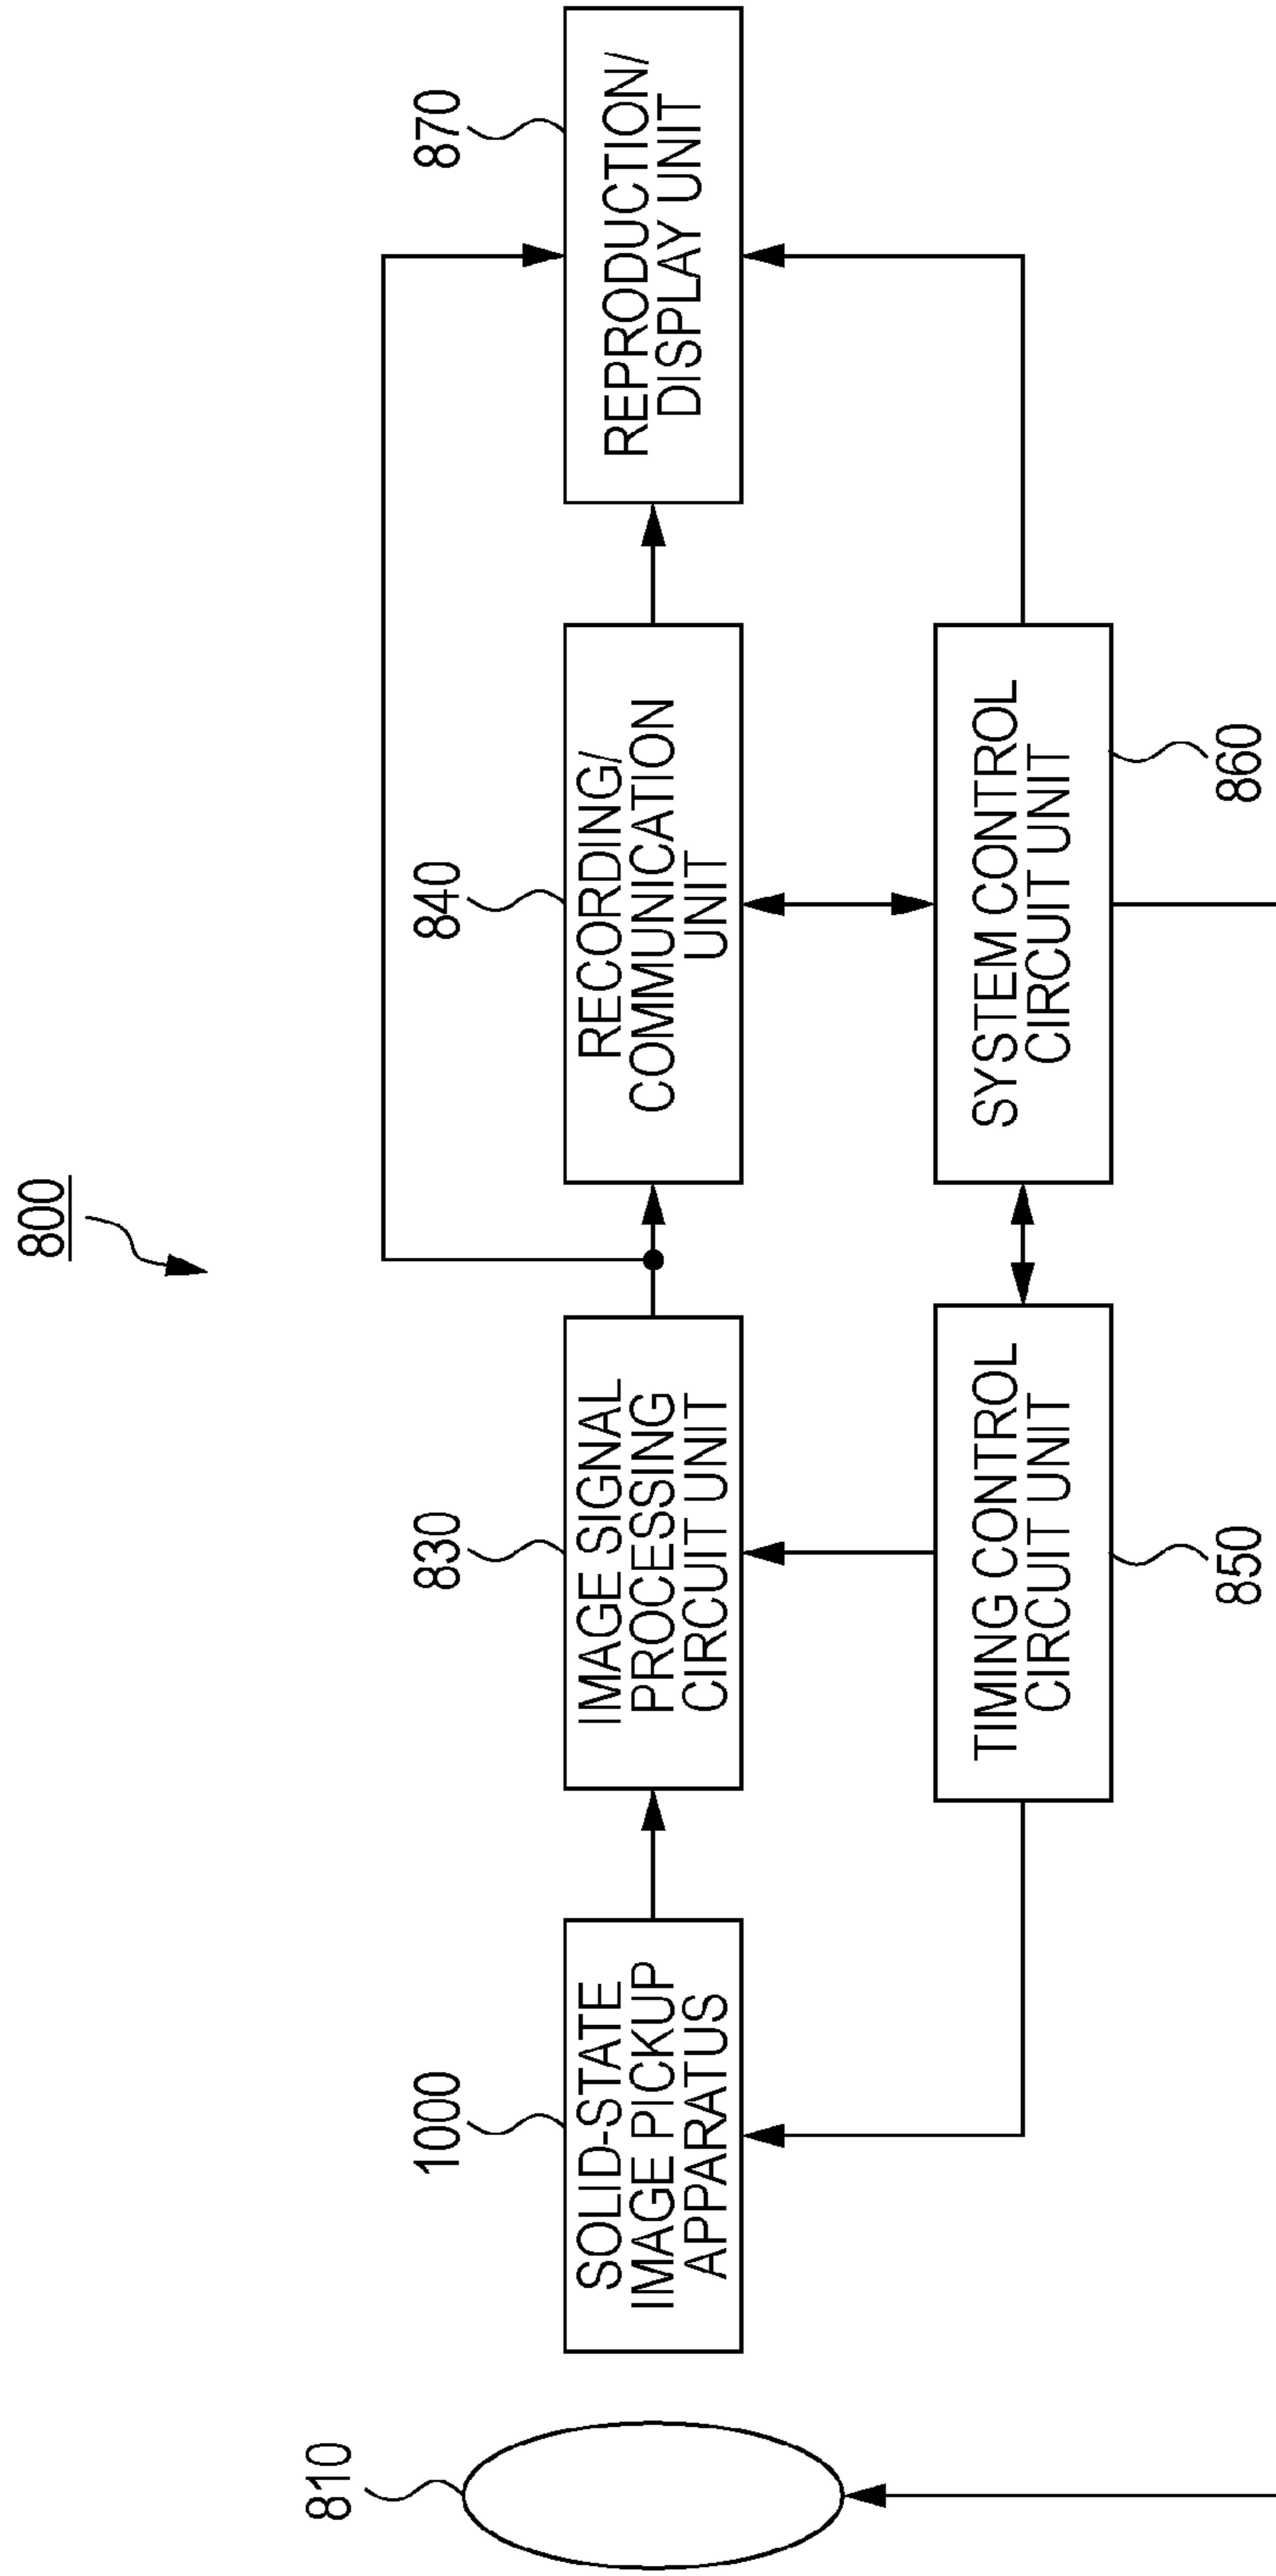 800
810
1000
SOLID-STATE
IMAGE PICKUP
APPARATUS
830
IMAGE SIGNAL
PROCESSING
CIRCUIT UNIT
840
RECORDING/
COMMUNICATION
UNIT
870
REPRODUCTION/
DISPLAY UNIT
TIMING CONTROL
CIRCUIT UNIT
850
SYSTEM CONTROL
CIRCUIT UNIT
860